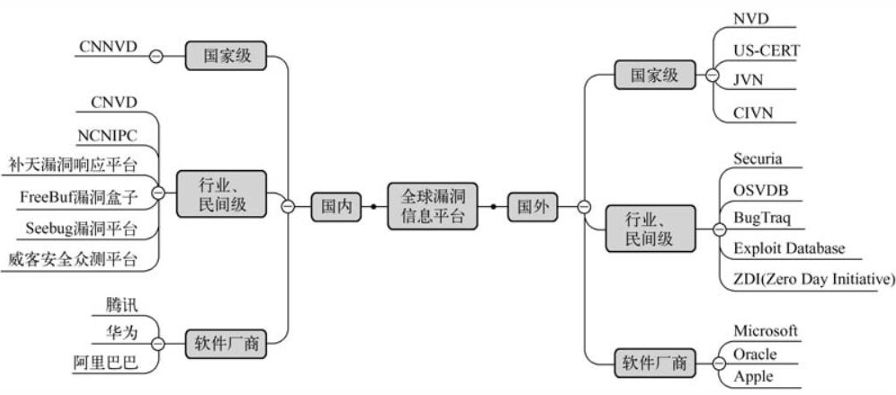 CNNVD
国家级
CNVD
NCNIPC
补天漏洞响应平台
FreeBuf漏洞盒子
Seebug漏洞平台
威客安全众测平台
行业、
民间级
腾讯
华为
阿里巴巴
软件厂商
国内
全球漏洞
信息平台
国外
国家级
NVD
US-CERT
JVN
CIVN
行业、
民间级
Securia
OSVDB
BugTraq
Exploit Database
ZDI(Zero Day Initiative)
软件厂商
Microsoft
Oracle
Apple